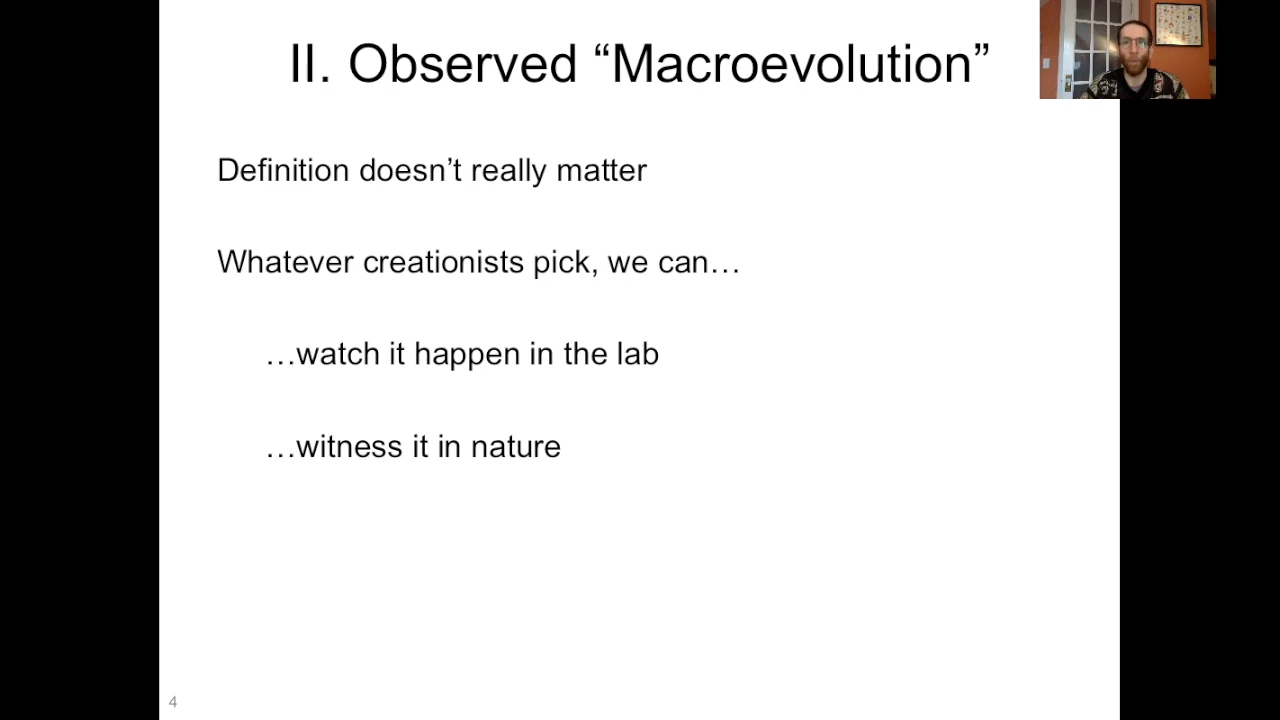 II. Observed “Macroevolution”
Definition doesn’t really matter
Whatever creationists pick, we can…
…watch it happen in the lab
…witness it in nature
4